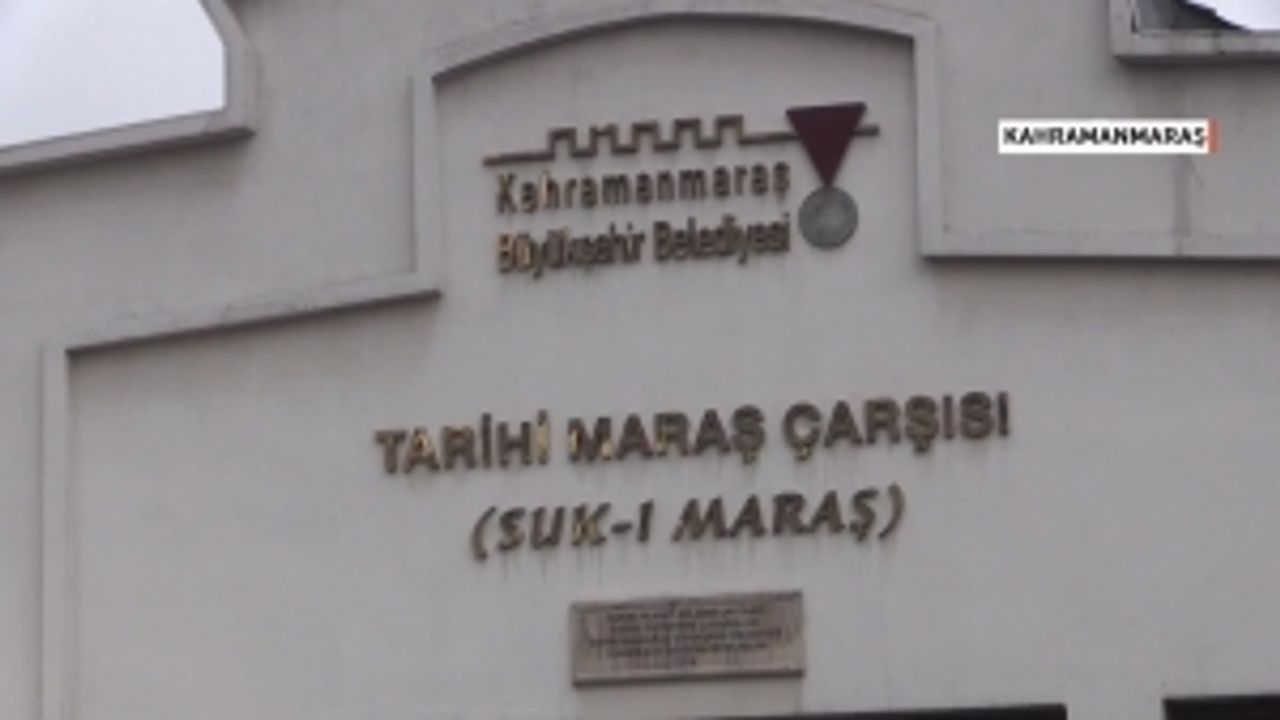 KAHRAMANMARAŞ
Kahramanmaraş
Büyükşehir Belediyesi
TARİHİ MARAŞ ÇARŞISI
(SUK-I MARAŞ)